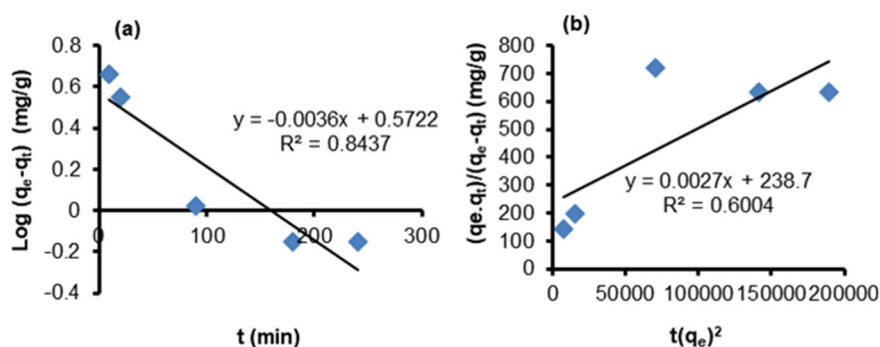 (a)
0.8
0.6
0.4
0.2
0
-0.2
-0.4
0
100
200
300
Log (qₑ-qₜ) (mg/g)
y = -0.0036x + 0.5722
R² = 0.8437
t (min)
(b)
800
700
600
500
400
300
200
100
0
0
50000
100000
150000
200000
(qe.qₜ)/(qₑ-qₜ) (mg/g)
y = 0.0027x + 238.7
R² = 0.6004
t(qₑ)²